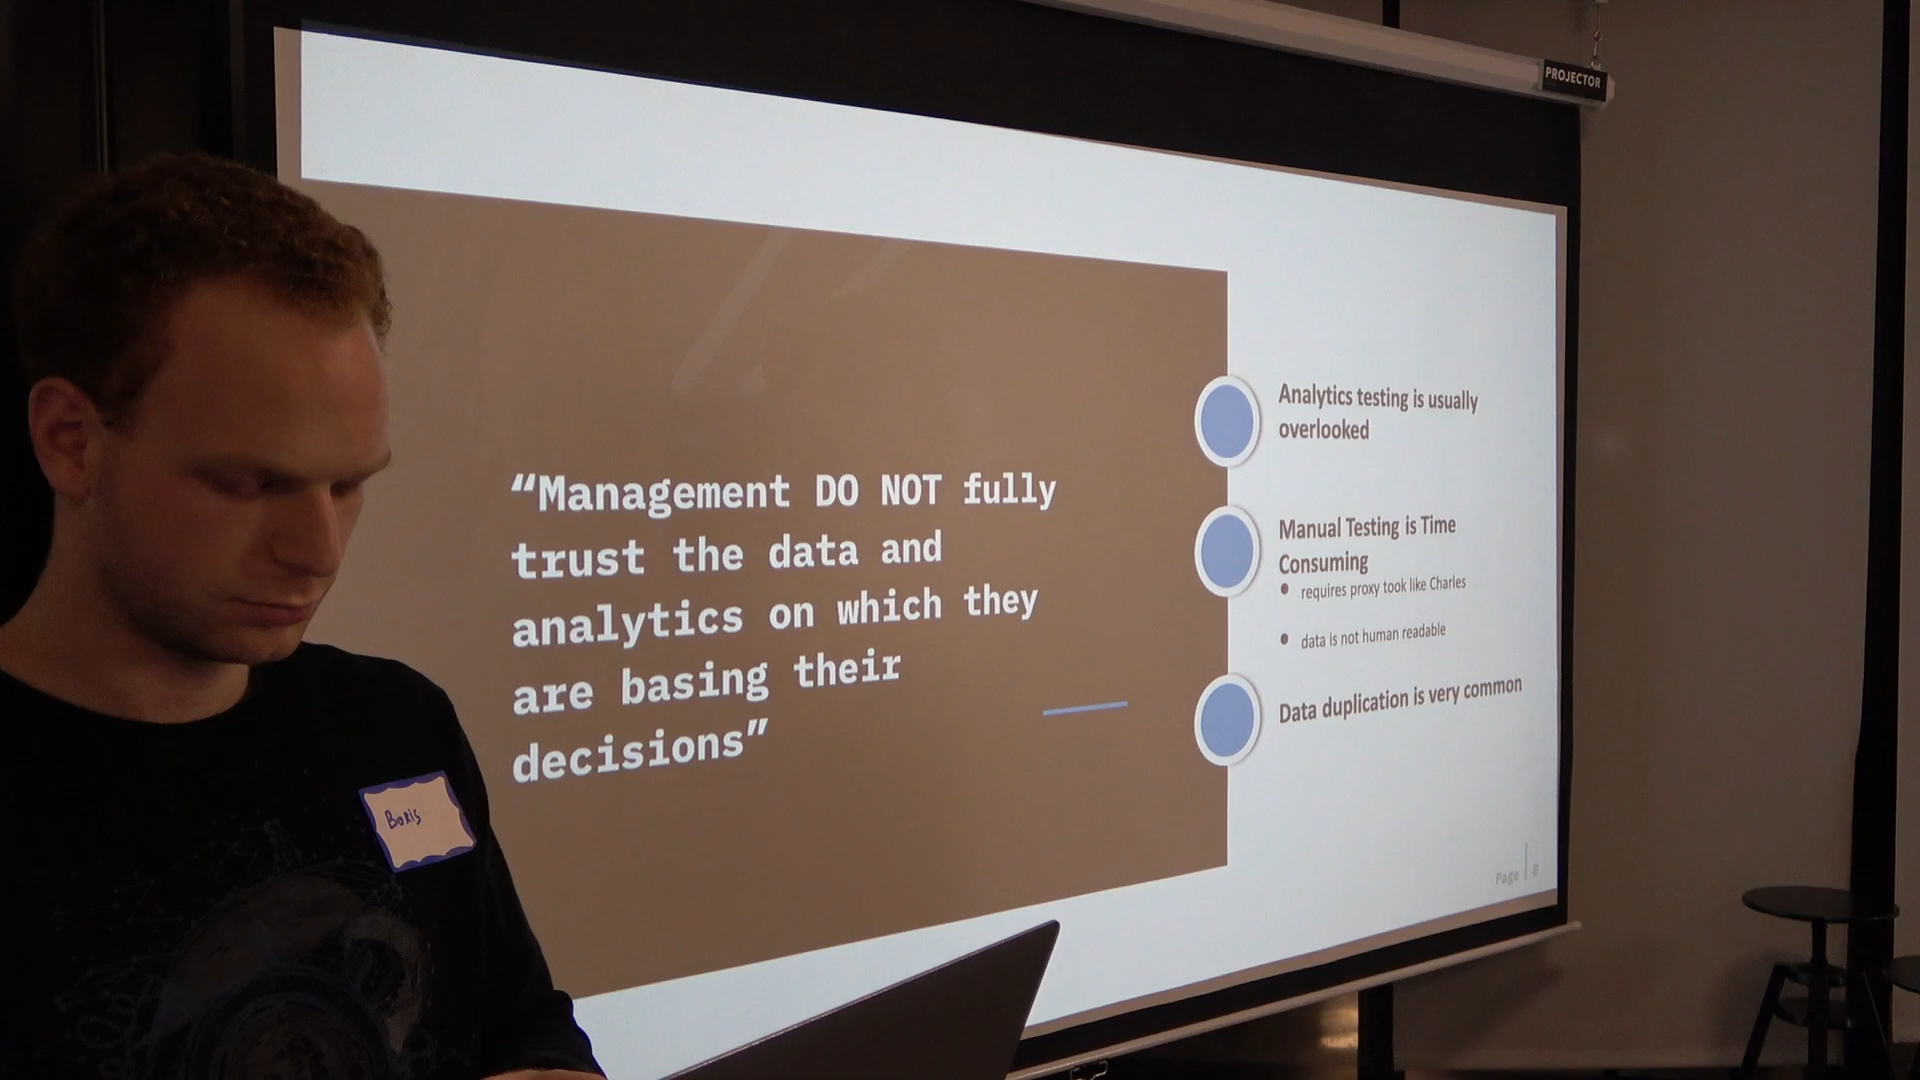 PROJECTOR
“Management DO NOT fully
trust the data and
analytics on which they
are basing their
decisions”
Analytics testing is usually
overlooked
Manual Testing is Time
Consuming
requires proxy took like Charles
data is not human readable
Data duplication is very common
Page 8
Boris